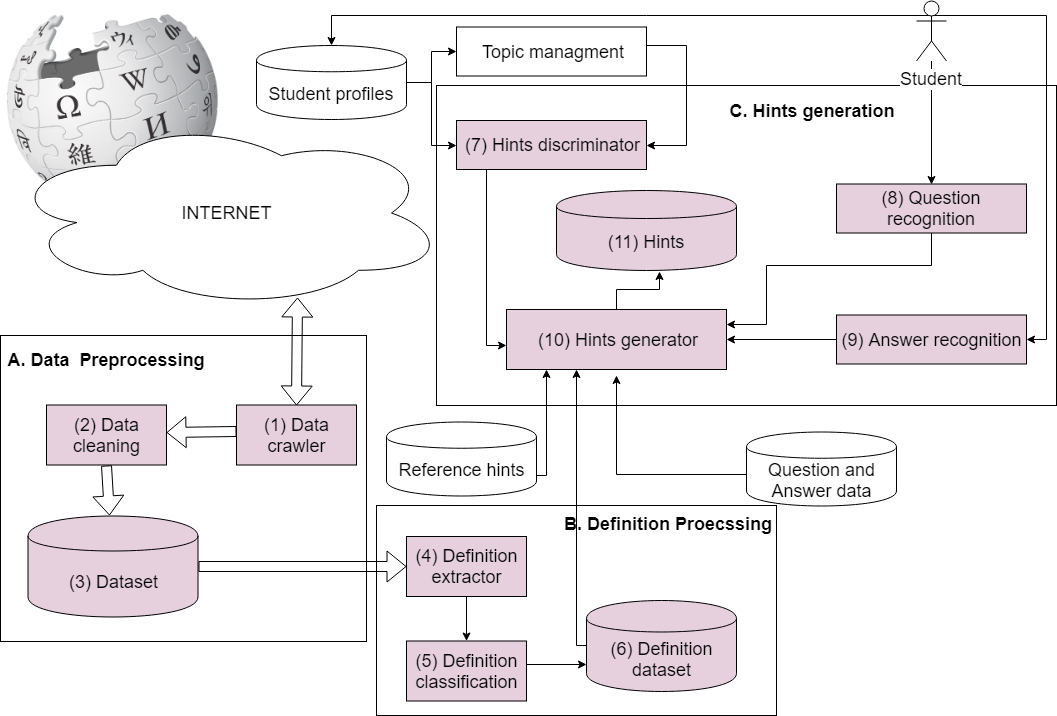 Ω
W
И
維
ウィ
Student
Student profiles
Topic managment
C. Hints generation
(7) Hints discriminator
(8) Question
recognition
(11) Hints
(10) Hints generator
(9) Answer recognition
INTERNET
A. Data  Preprocessing
(2) Data
cleaning
(1) Data
crawler
(3) Dataset
Reference hints
Question and
Answer data
B. Definition Proecssing
(4) Definition
extractor
(5) Definition
classification
(6) Definition
dataset